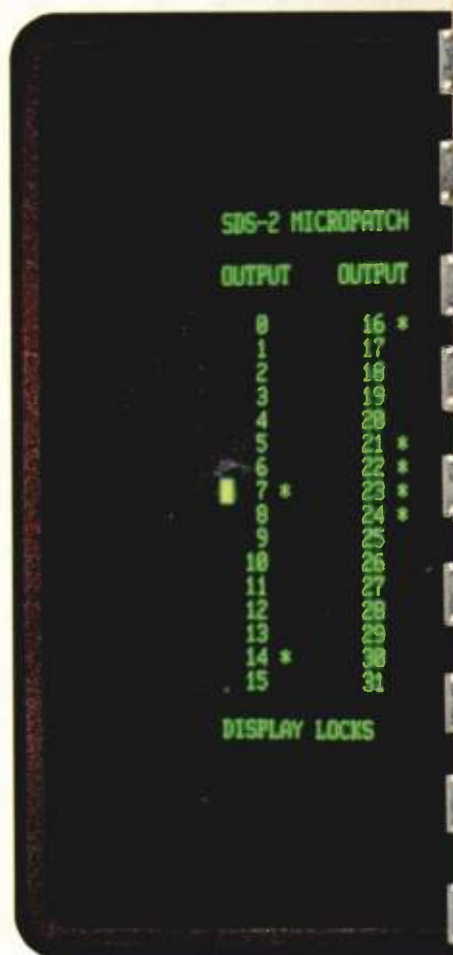 SDS-2 MICROPATCH
OUTPUT OUTPUT
0 16 *
1 17
2 18
3 19
4 20
5 21 *
6 22 *
7 * 23 *
8 24 *
9 25
10 26
11 27
12 28
13 29
14 * 30
15 31
DISPLAY LOCKS